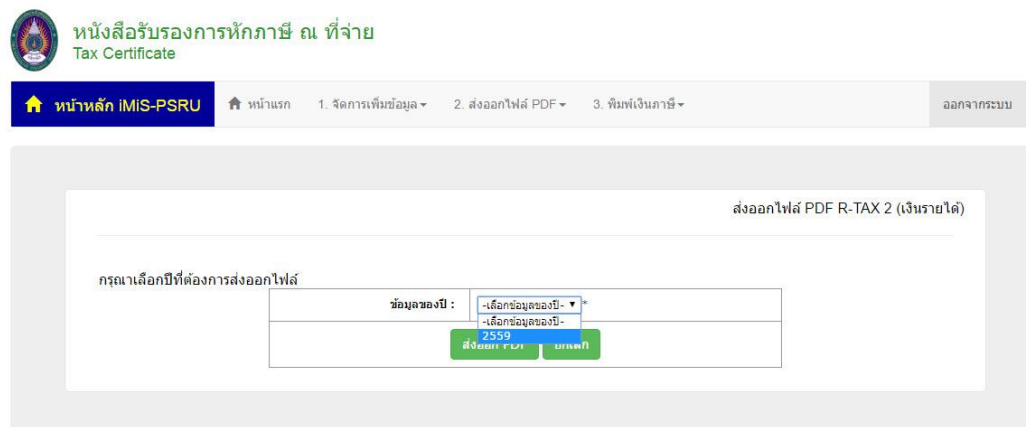 หนังสือรับรองการหักภาษี ณ ที่จ่าย
Tax Certificate
หน้าหลัก iMiS-PSRU หน้าแรก 1. จัดการเพิ่มข้อมูล 2. ส่งออกไฟล์ PDF 3. พิมพ์เงินภาษี ออกจากระบบ
ส่งออกไฟล์ PDF R-TAX 2 (เงินรายได้)
กรุณาเลือกปีที่ต้องการส่งออกไฟล์
ข้อมูลของปี : -เลือกข้อมูลของปี- *
-เลือกข้อมูลของปี-
2559
ส่งออก PDF ยกเลิก